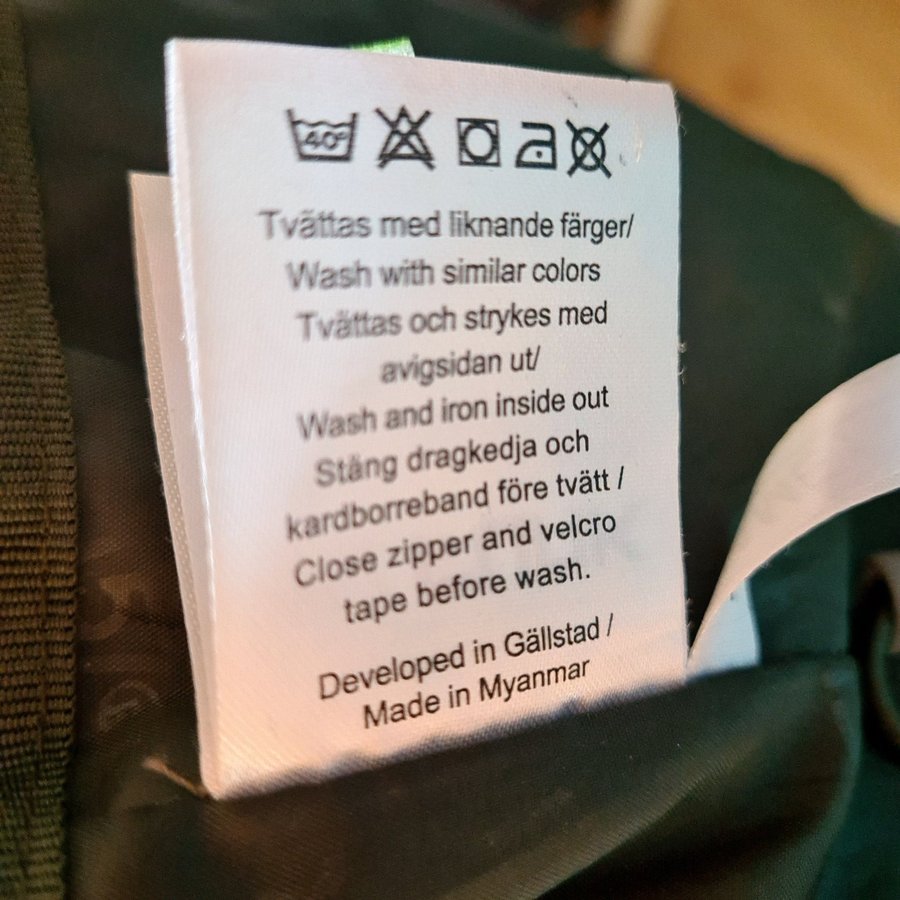 40°
Tvättas med liknande färger/
Wash with similar colors
Tvättas och strykes med
avigsidan ut/
Wash and iron inside out
Stäng dragkedja och
kardborreband före tvätt /
Close zipper and velcro
tape before wash.
Developed in Gällstad /
Made in Myanmar